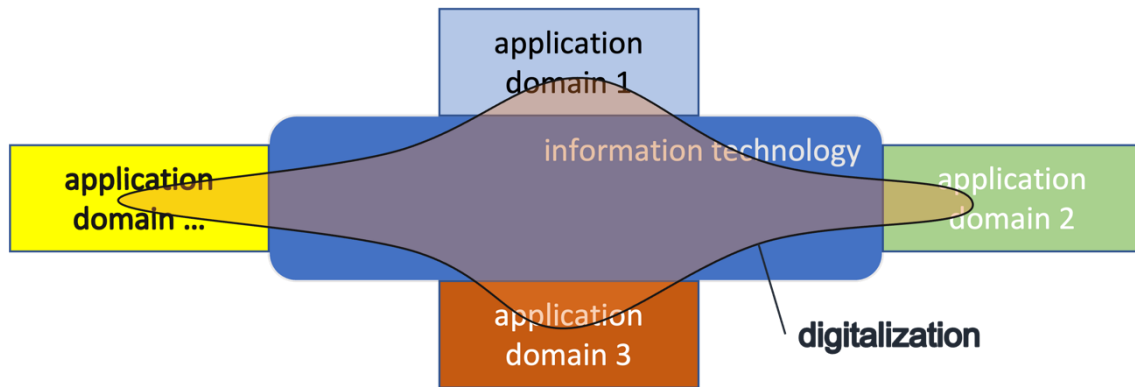 application
domain 1
information technology
application
domain ...
application
domain 2
application
domain 3
digitalization